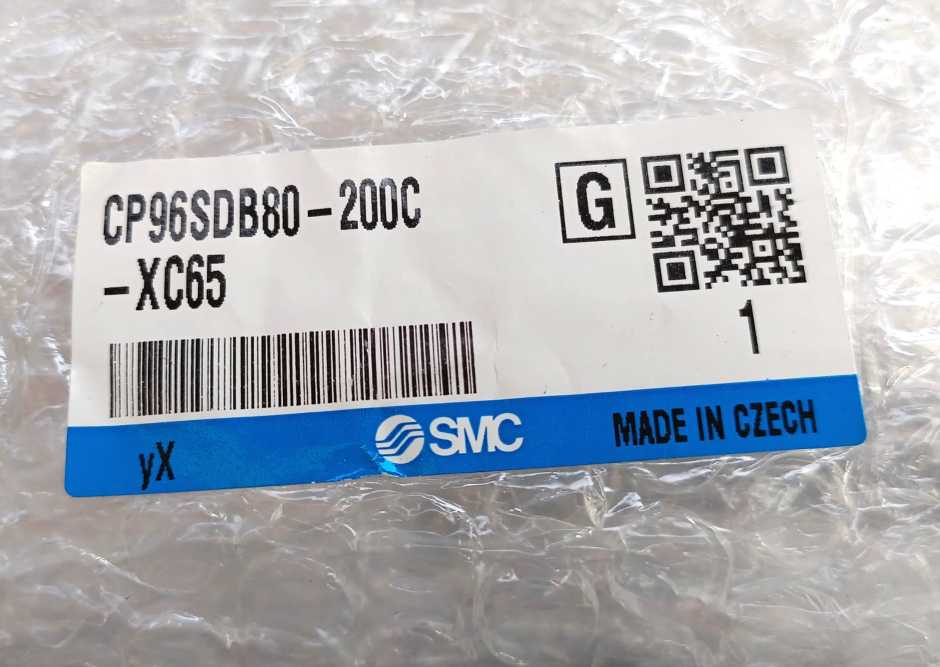 CP96SDB80-200C
-XC65
G
1
yX
SMC
MADE IN CZECH